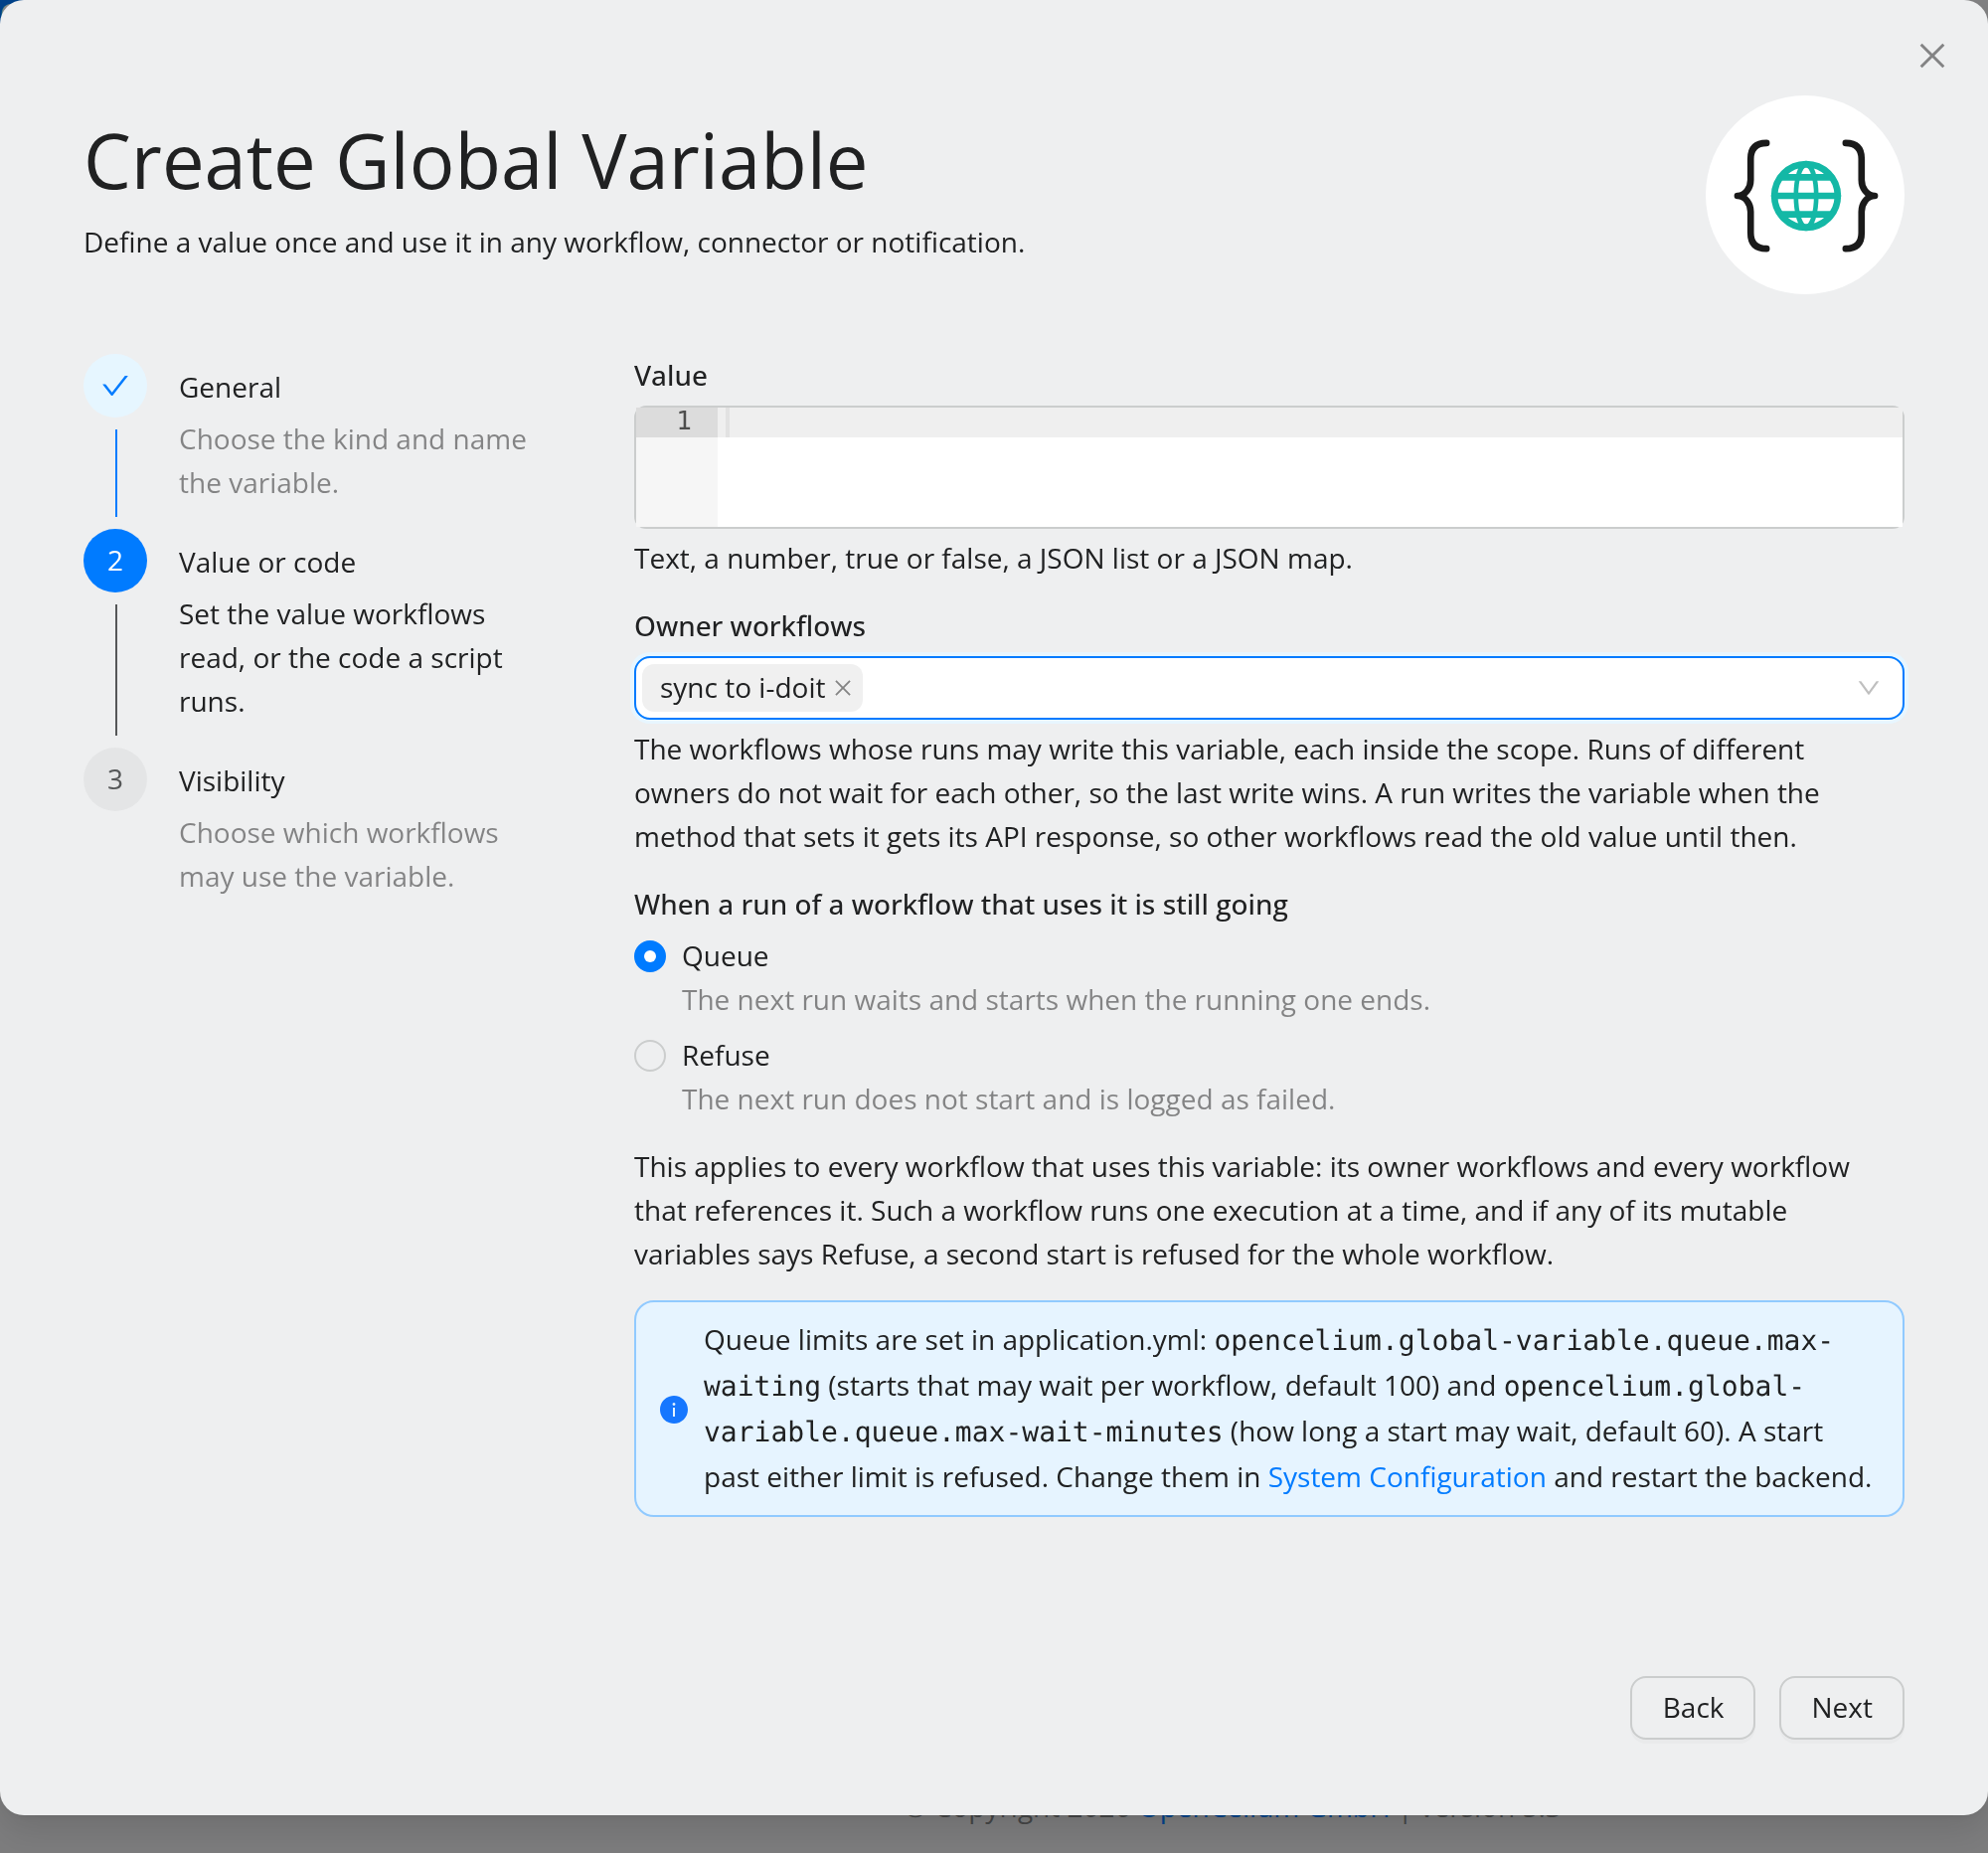 Create Global Variable
Define a value once and use it in any workflow, connector or notification.
General
Choose the kind and name
the variable.
2
Value or code
Set the value workflows
read, or the code a script
runs.
3
Visibility
Choose which workflows
may use the variable.
Value
1
Text, a number, true or false, a JSON list or a JSON map.
Owner workflows
sync to i-doit
The workflows whose runs may write this variable, each inside the scope. Runs of different
owners do not wait for each other, so the last write wins. A run writes the variable when the
method that sets it gets its API response, so other workflows read the old value until then.
When a run of a workflow that uses it is still going
Queue
The next run waits and starts when the running one ends.
Refuse
The next run does not start and is logged as failed.
This applies to every workflow that uses this variable: its owner workflows and every workflow
that references it. Such a workflow runs one execution at a time, and if any of its mutable
variables says Refuse, a second start is refused for the whole workflow.
Queue limits are set in application.yml: opencelium.global-variable.queue.max-
waiting (starts that may wait per workflow, default 100) and opencelium.global-
variable.queue.max-wait-minutes (how long a start may wait, default 60). A start
past either limit is refused. Change them in System Configuration and restart the backend.
Back
Next